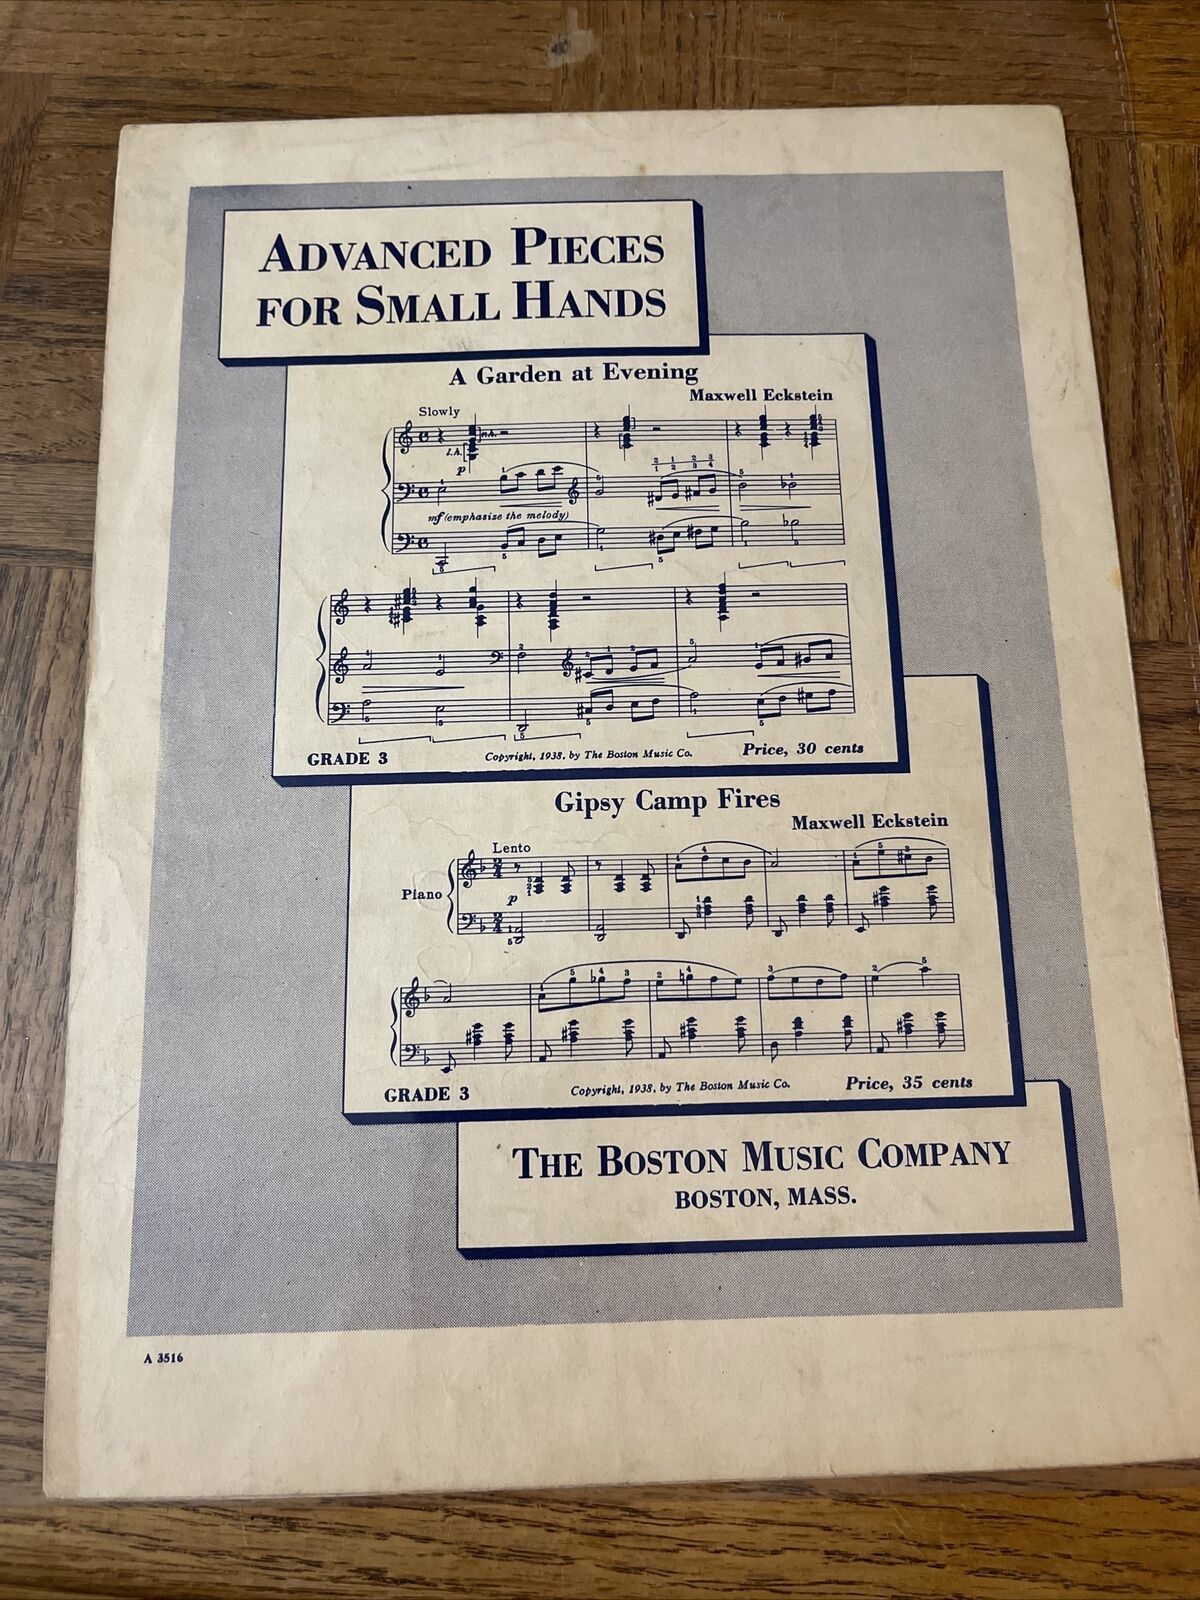 ADVANCED PIECES
FOR SMALL HANDS
A Garden at Evening
Maxwell Eckstein
Slowly
r.h.
l.h.
p
mf (emphasize the melody)
GRADE 3
Copyright, 1938, by The Boston Music Co.
Price, 30 cents
Gipsy Camp Fires
Maxwell Eckstein
Lento
Piano
p
GRADE 3
Copyright, 1938, by The Boston Music Co.
Price, 35 cents
THE BOSTON MUSIC COMPANY
BOSTON, MASS.
A 3516